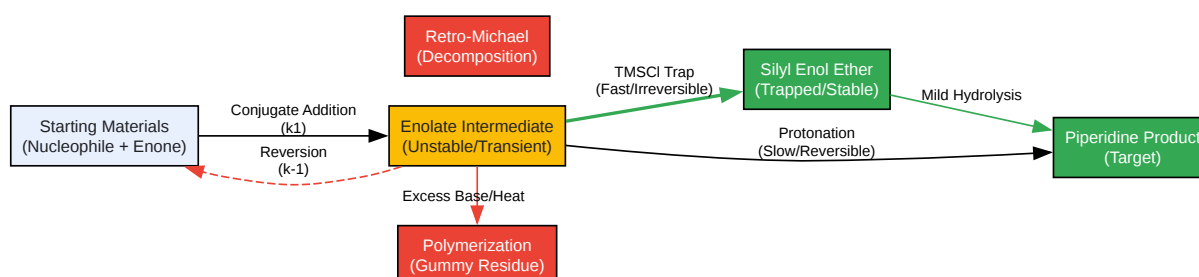 Retro-Michael
(Decomposition)
TMSCl Trap
(Fast/Irreversible)
Silyl Enol Ether
(Trapped/Stable)
Mild Hydrolysis
Starting Materials
(Nucleophile + Enone)
Conjugate Addition
(k1)
Reversion
(k-1)
Enolate Intermediate
(Unstable/Transient)
Protonation
(Slow/Reversible)
Piperidine Product
(Target)
Excess Base/Heat
Polymerization
(Gummy Residue)